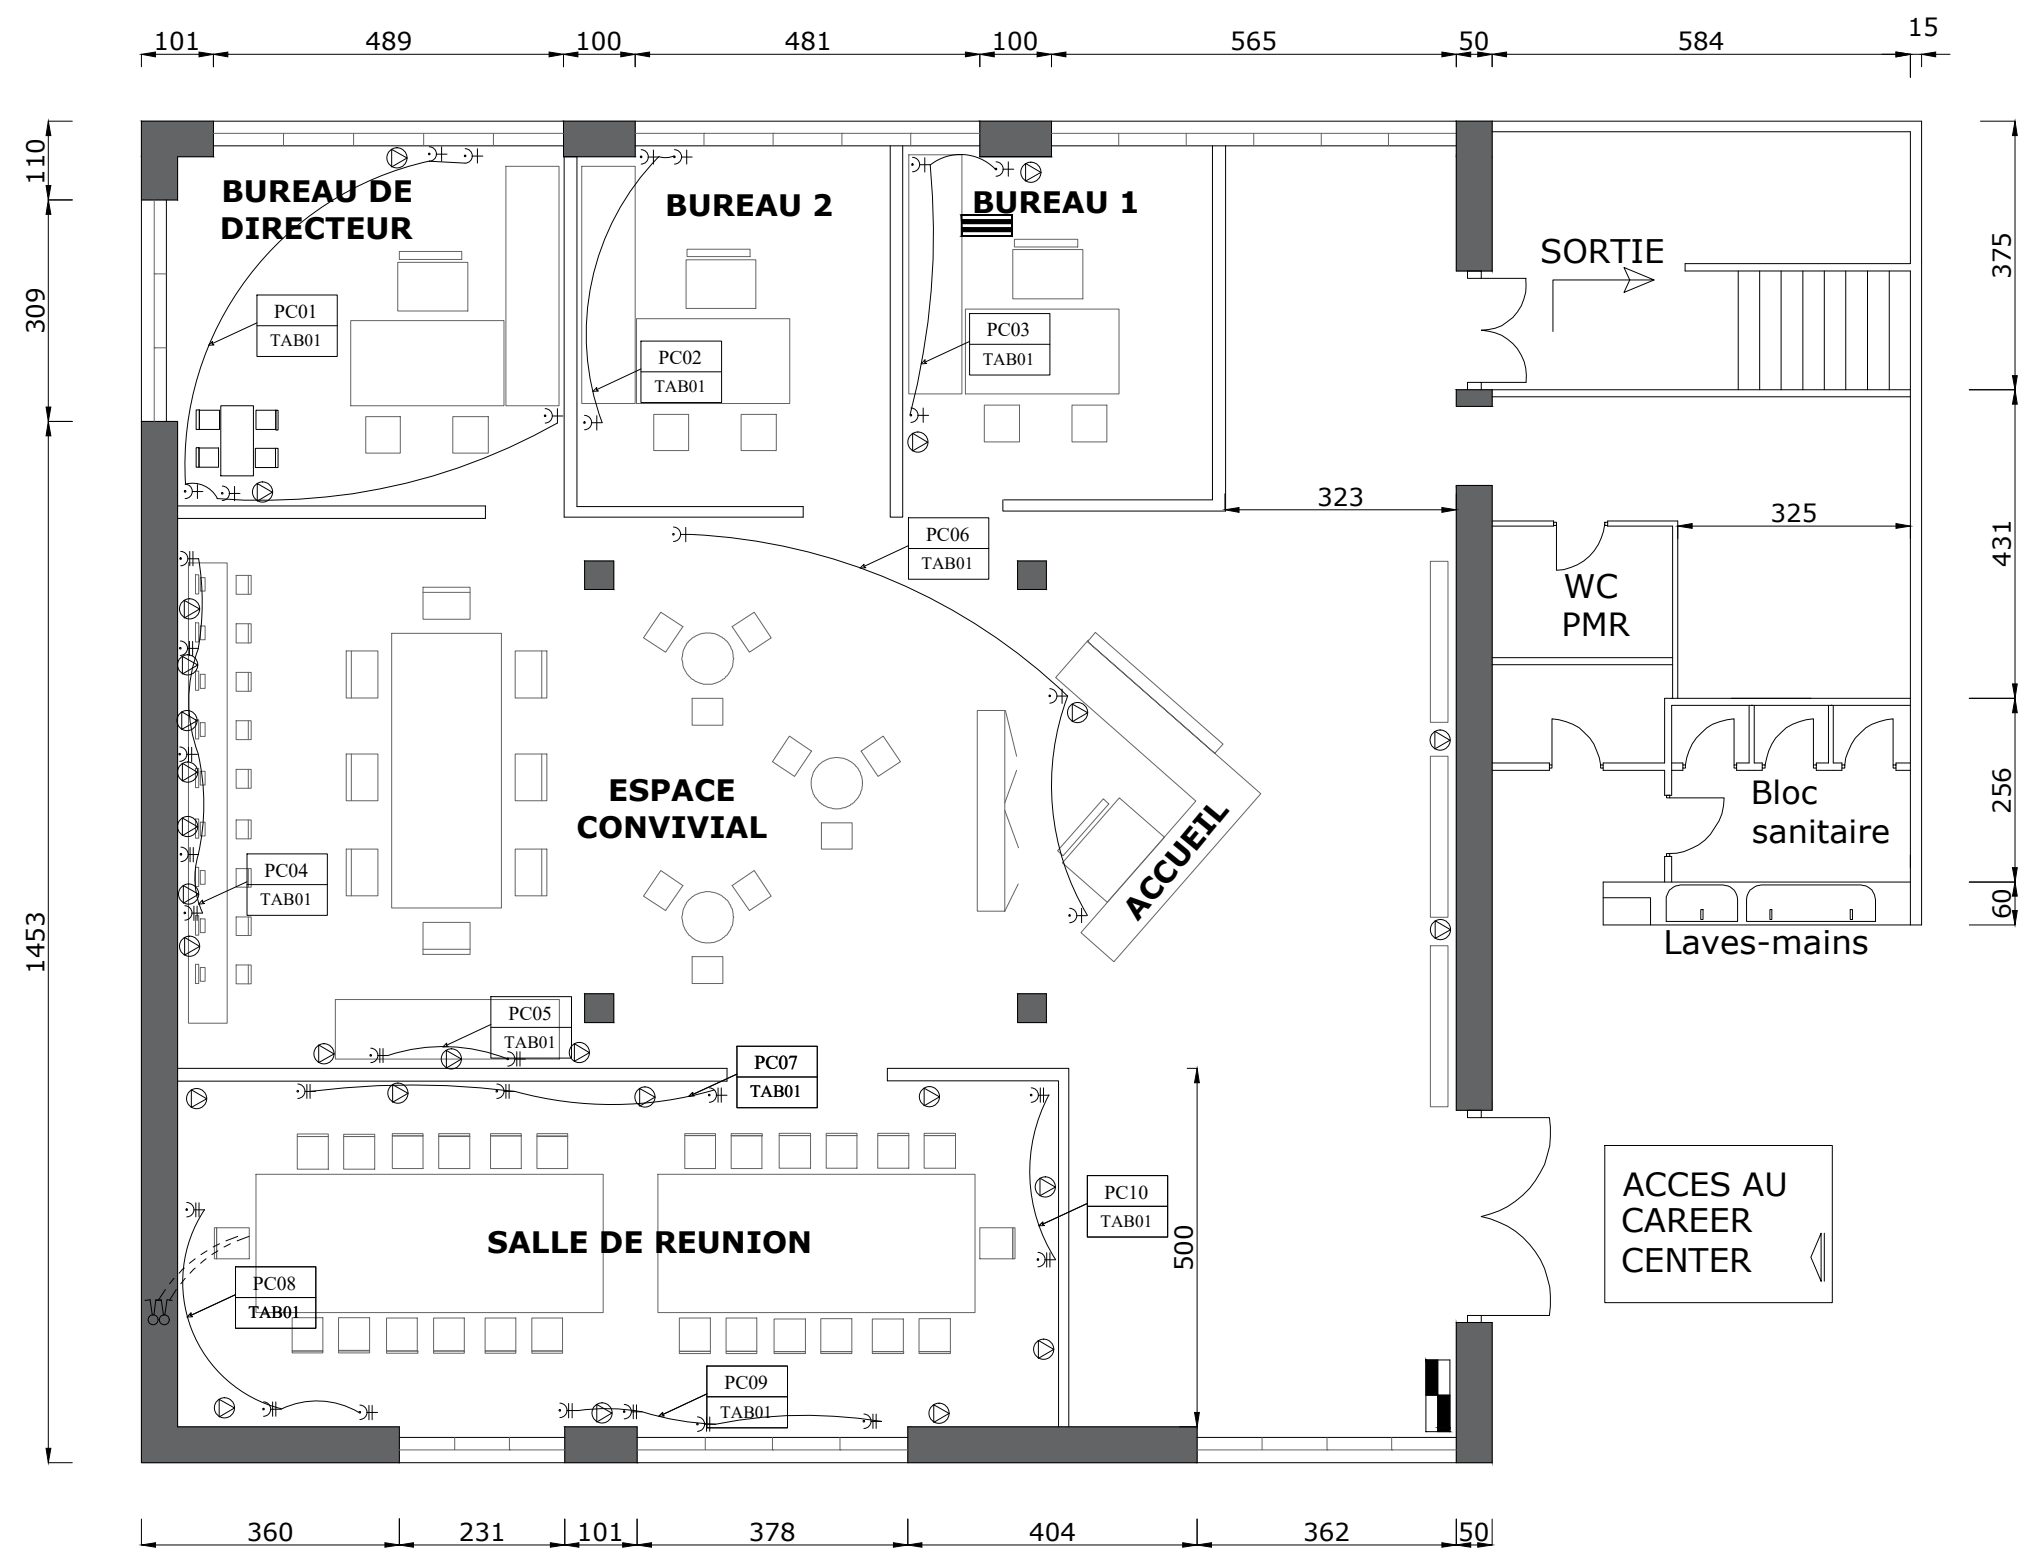 101
489
100
481
100
565
50
584
15
110
309
1453
375
431
256
60
BUREAU DE
DIRECTEUR
BUREAU 2
BUREAU 1
SORTIE
PC01
TAB01
PC02
TAB01
PC03
TAB01
323
325
PC06
TAB01
WC
PMR
ESPACE
CONVIVIAL
ACCUEIL
Bloc
sanitaire
Laves-mains
PC04
TAB01
PC05
TAB01
PC07
TAB01
PC10
TAB01
500
ACCES AU
CAREER
CENTER
SALLE DE REUNION
PC08
TAB01
PC09
TAB01
360
231
101
378
404
362
50